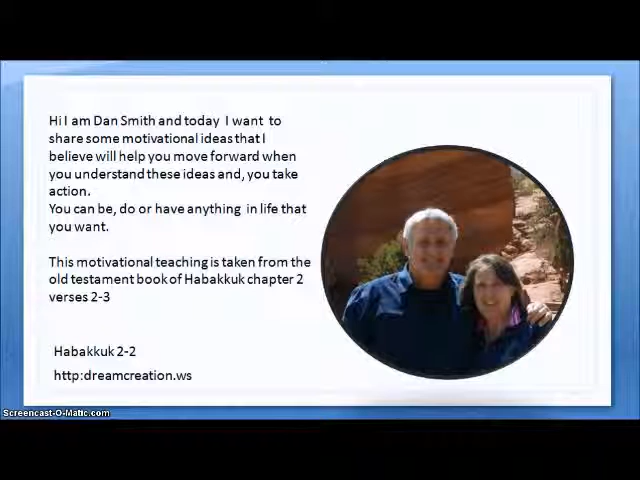 Hi I am Dan Smith and today I want to
share some motivational ideas that I
believe will help you move forward when
you understand these ideas and, you take
action.
You can be, do or have anything in life that
you want.
This motivational teaching is taken from the
old testament book of Habakkuk chapter 2
verses 2-3
Habakkuk 2-2
http:dreamcreation.ws
Screencast-O-Matic.com